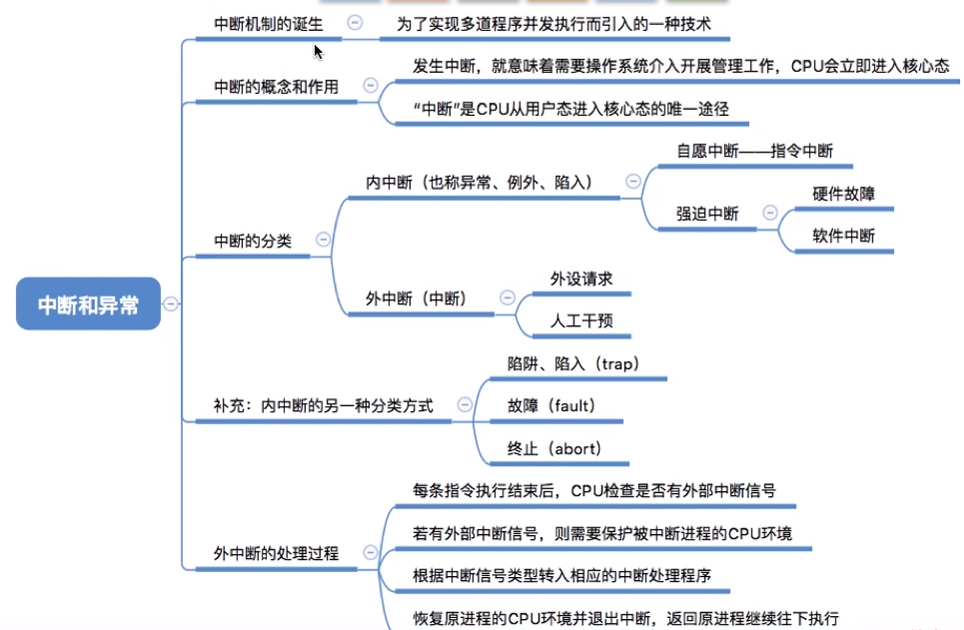 中断和异常
中断机制的诞生
为了实现多道程序并发执行而引入的一种技术
中断的概念和作用
发生中断，就意味着需要操作系统介入开展管理工作，CPU会立即进入核心态
“中断”是CPU从用户态进入核心态的唯一途径
中断的分类
内中断（也称异常、例外、陷入）
自愿中断——指令中断
强迫中断
硬件故障
软件中断
外中断（中断）
外设请求
人工干预
补充：内中断的另一种分类方式
陷阱、陷入（trap）
故障（fault）
终止（abort）
外中断的处理过程
每条指令执行结束后，CPU检查是否有外部中断信号
若有外部中断信号，则需要保护被中断进程的CPU环境
根据中断信号类型转入相应的中断处理程序
恢复原进程的CPU环境并退出中断，返回原进程继续往下执行